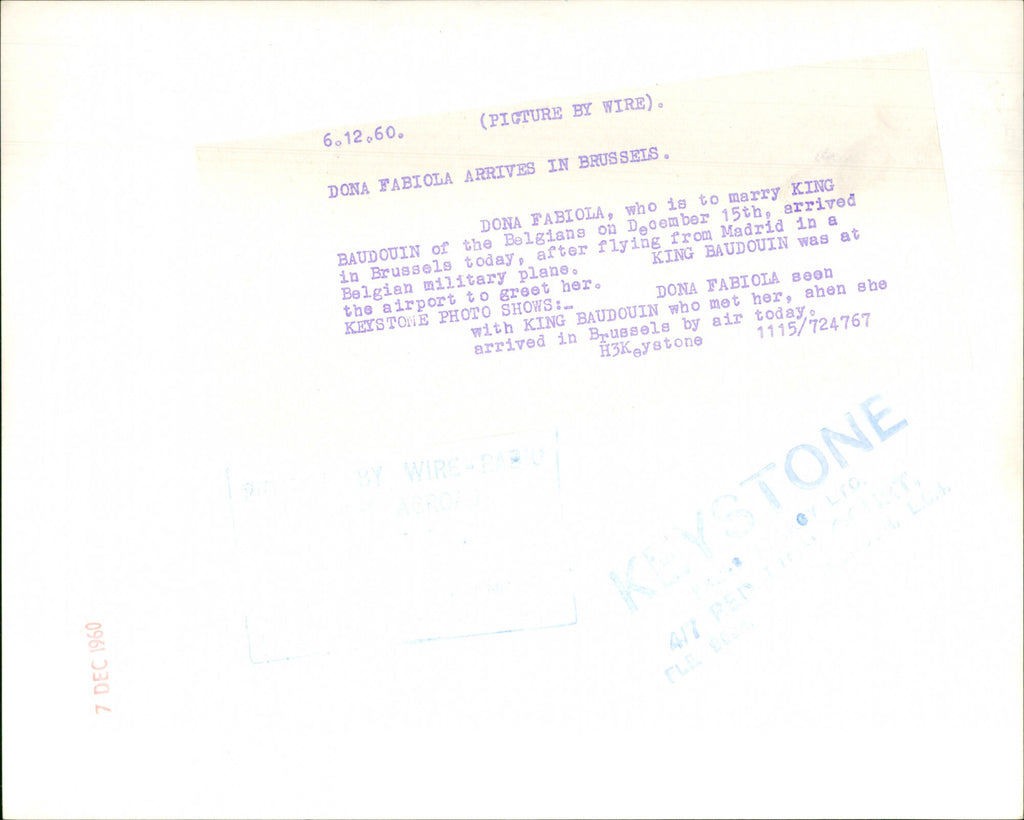 6.12.60. (PICTURE BY WIRE).
DONA FABIOLA ARRIVES IN BRUSSELS.
DONA FABIOLA, who is to marry KING
BAUDOUIN of the Belgians on December 15th, arrived
in Brussels today, after flying from Madrid in a
Belgian military plane. KING BAUDOUIN was at
the airport to greet her.
KEYSTONE PHOTO SHOWS:- DONA FABIOLA seen
with KING BAUDOUIN who met her, ahen she
arrived in Brussels by air today.
H3Keystone 1115/724767
BY WIRE-RADIO
KEYSTONE
4/7
7 DEC 1960